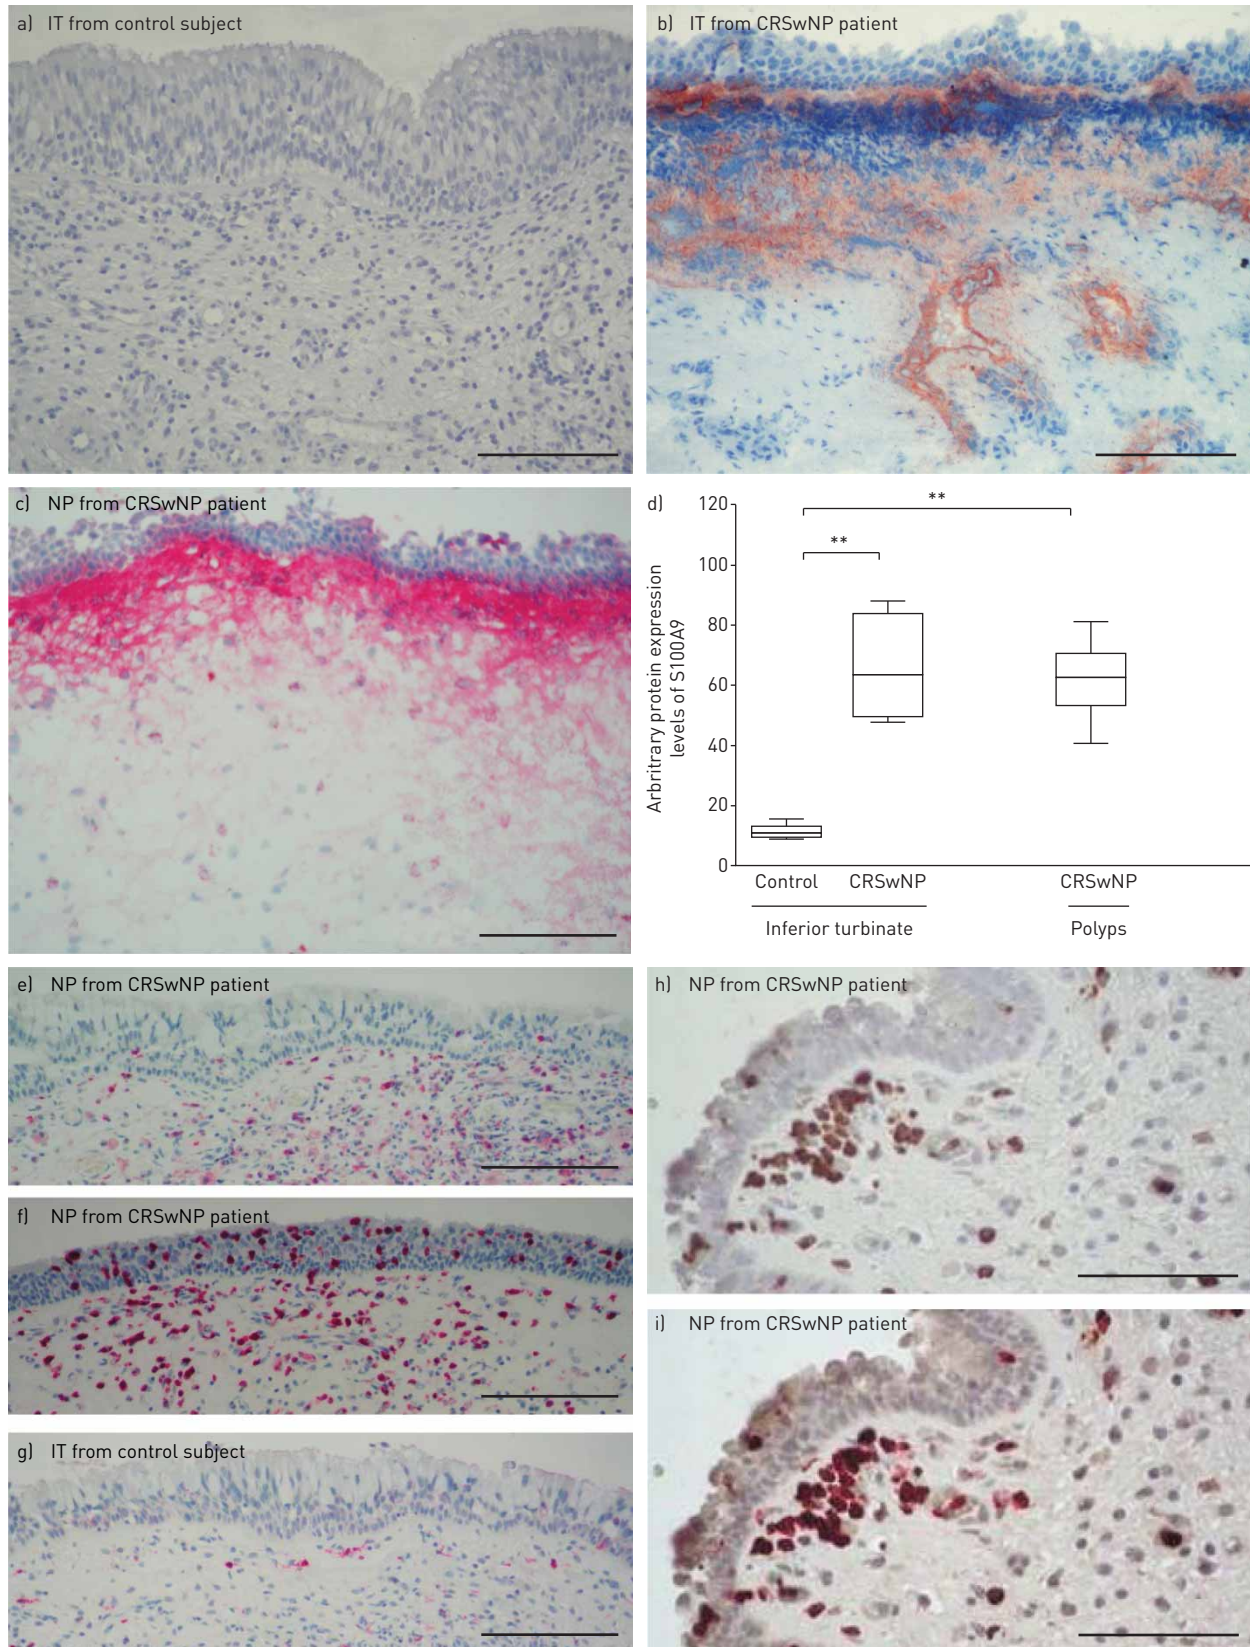 a) IT from control subject
b) IT from CRSwNP patient
c) NP from CRSwNP patient
d)
Arbritrary protein expression
levels of S100A9
120
100
80
60
40
20
0
**
**
Control
CRSwNP
CRSwNP
Inferior turbinate
Polyps
e) NP from CRSwNP patient
f) NP from CRSwNP patient
g) IT from control subject
h) NP from CRSwNP patient
i) NP from CRSwNP patient